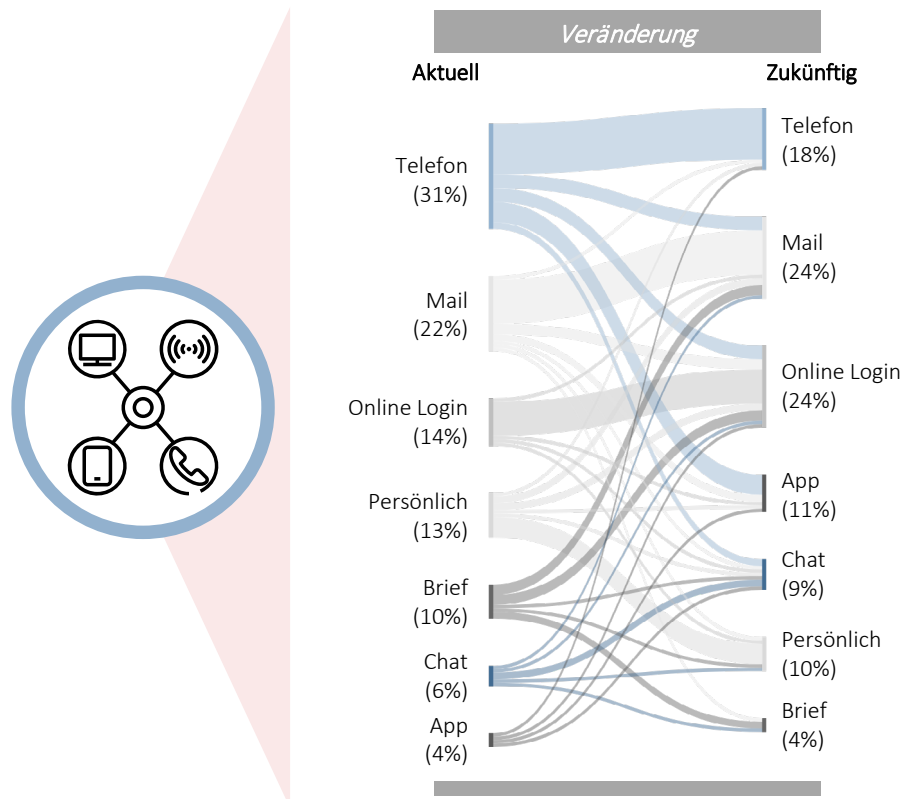 Veränderung
Aktuell
Zukünftig
Telefon
(31%)
Mail
(22%)
Online Login
(14%)
Persönlich
(13%)
Brief
(10%)
Chat
(6%)
App
(4%)
Telefon
(18%)
Mail
(24%)
Online Login
(24%)
App
(11%)
Chat
(9%)
Persönlich
(10%)
Brief
(4%)